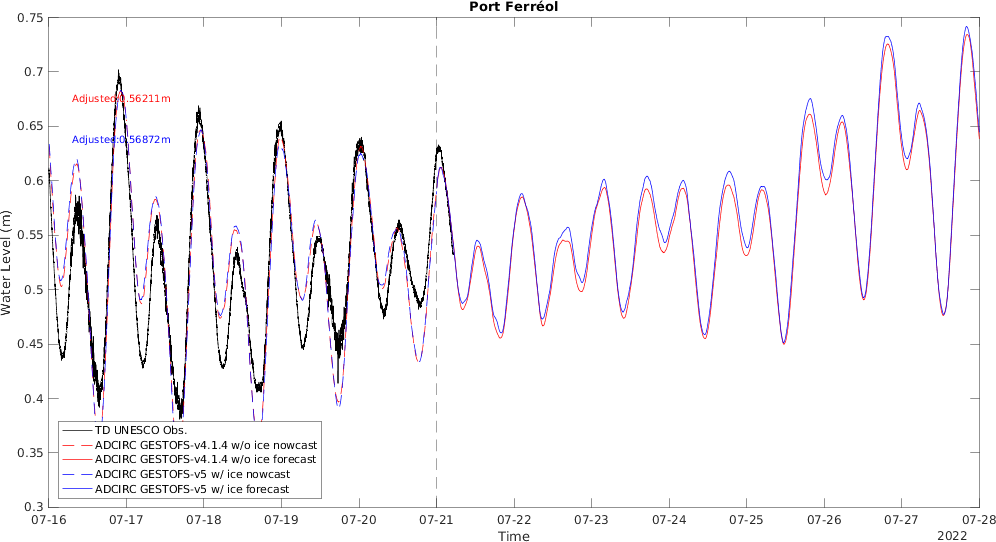 Port Ferréol
0.75
0.7
0.65
0.6
0.55
0.5
0.45
0.4
0.35
0.3
Water Level (m)
Adjusted:0.56211m
Adjusted:0.56872m
TD UNESCO Obs.
ADCIRC GESTOFS-v4.1.4 w/o ice nowcast
ADCIRC GESTOFS-v4.1.4 w/o ice forecast
ADCIRC GESTOFS-v5 w/ ice nowcast
ADCIRC GESTOFS-v5 w/ ice forecast
07-16 07-17 07-18 07-19 07-20 07-21 07-22 07-23 07-24 07-25 07-26 07-27 07-28
Time
2022